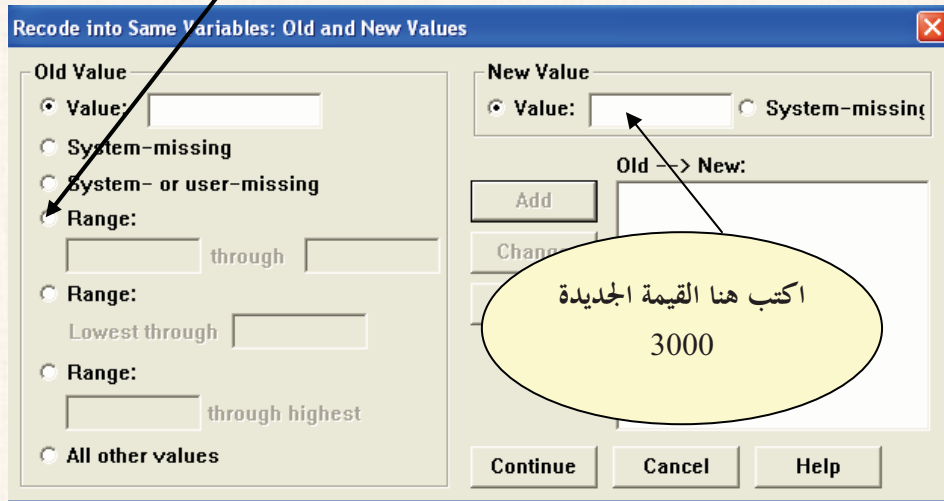 Recode into Same Variables: Old and New Values
Old Value
Value:
System-missing
System- or user-missing
Range:
through
Range:
Lowest through
Range:
through highest
All other values
New Value
Value:
System-missing
Old --> New:
Add
اكتب هنا القيمة الجديدة
3000
Continue
Cancel
Help